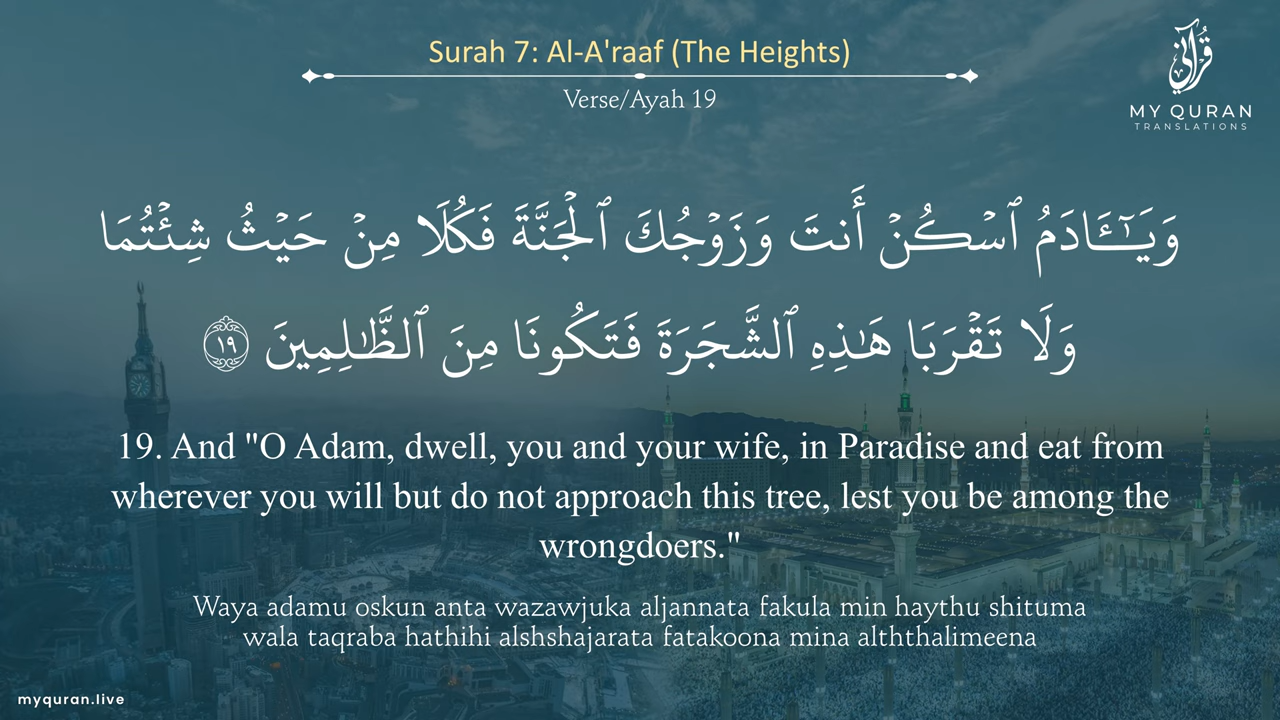 Surah 7: Al-A'raaf (The Heights)
Verse/Ayah 19
قرآني
MY QURAN
TRANSLATIONS
وَيَـٰٓـَٔادَمُ ٱسْكُنْ أَنتَ وَزَوْجُكَ ٱلْجَنَّةَ فَكُلَا مِنْ حَيْثُ شِئْتُمَا
وَلَا تَقْرَبَا هَـٰذِهِ ٱلشَّجَرَةَ فَتَكُونَا مِنَ ٱلظَّـٰلِمِينَ ١٩
19. And "O Adam, dwell, you and your wife, in Paradise and eat from
wherever you will but do not approach this tree, lest you be among the
wrongdoers."
Waya adamu oskun anta wazawjuka aljannata fakula min haythu shituma
wala taqraba hathihi alshshajarata fatakoona mina alththalimeena
myquran.live